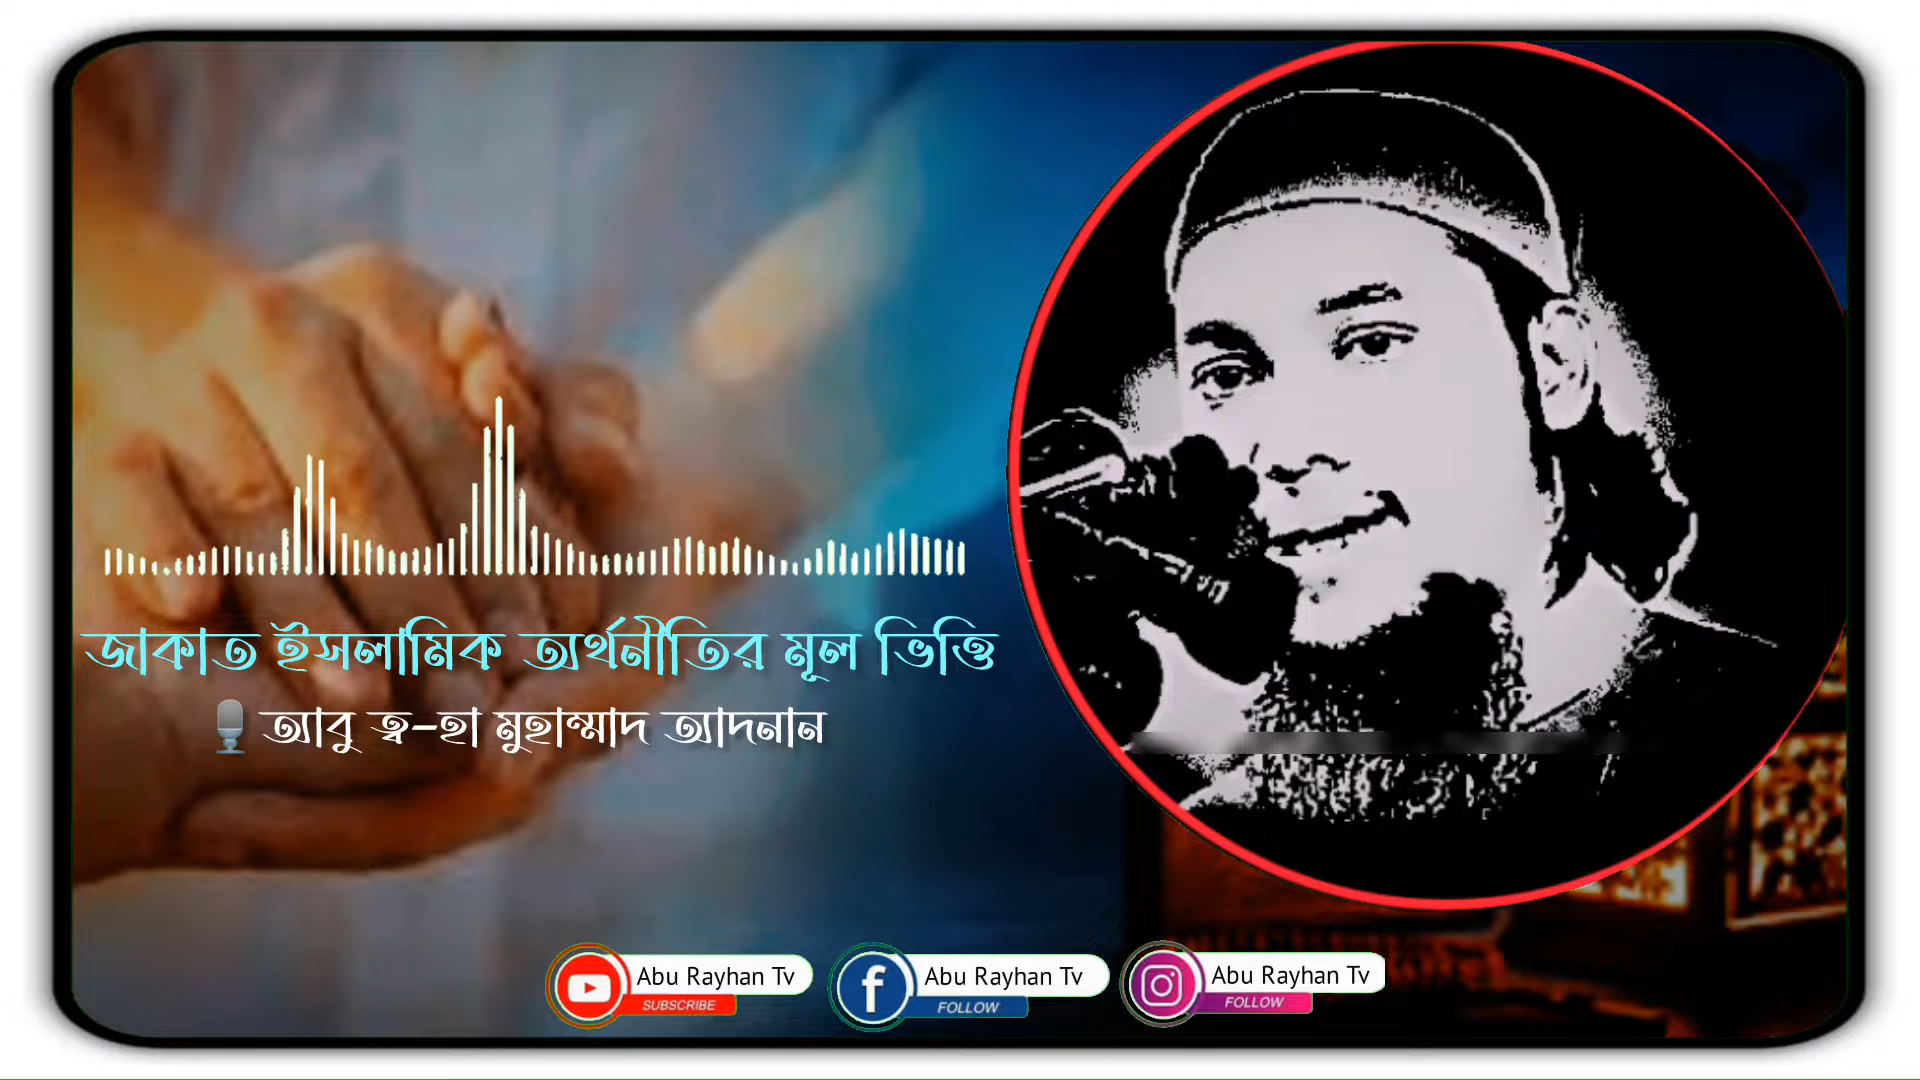 জাকাত ইসলামিক অর্থনীতির মূল ভিত্তি
আবু ত্ব-হা মুহাম্মাদ আদনান
Abu Rayhan Tv
SUBSCRIBE
Abu Rayhan Tv
FOLLOW
Abu Rayhan Tv
FOLLOW